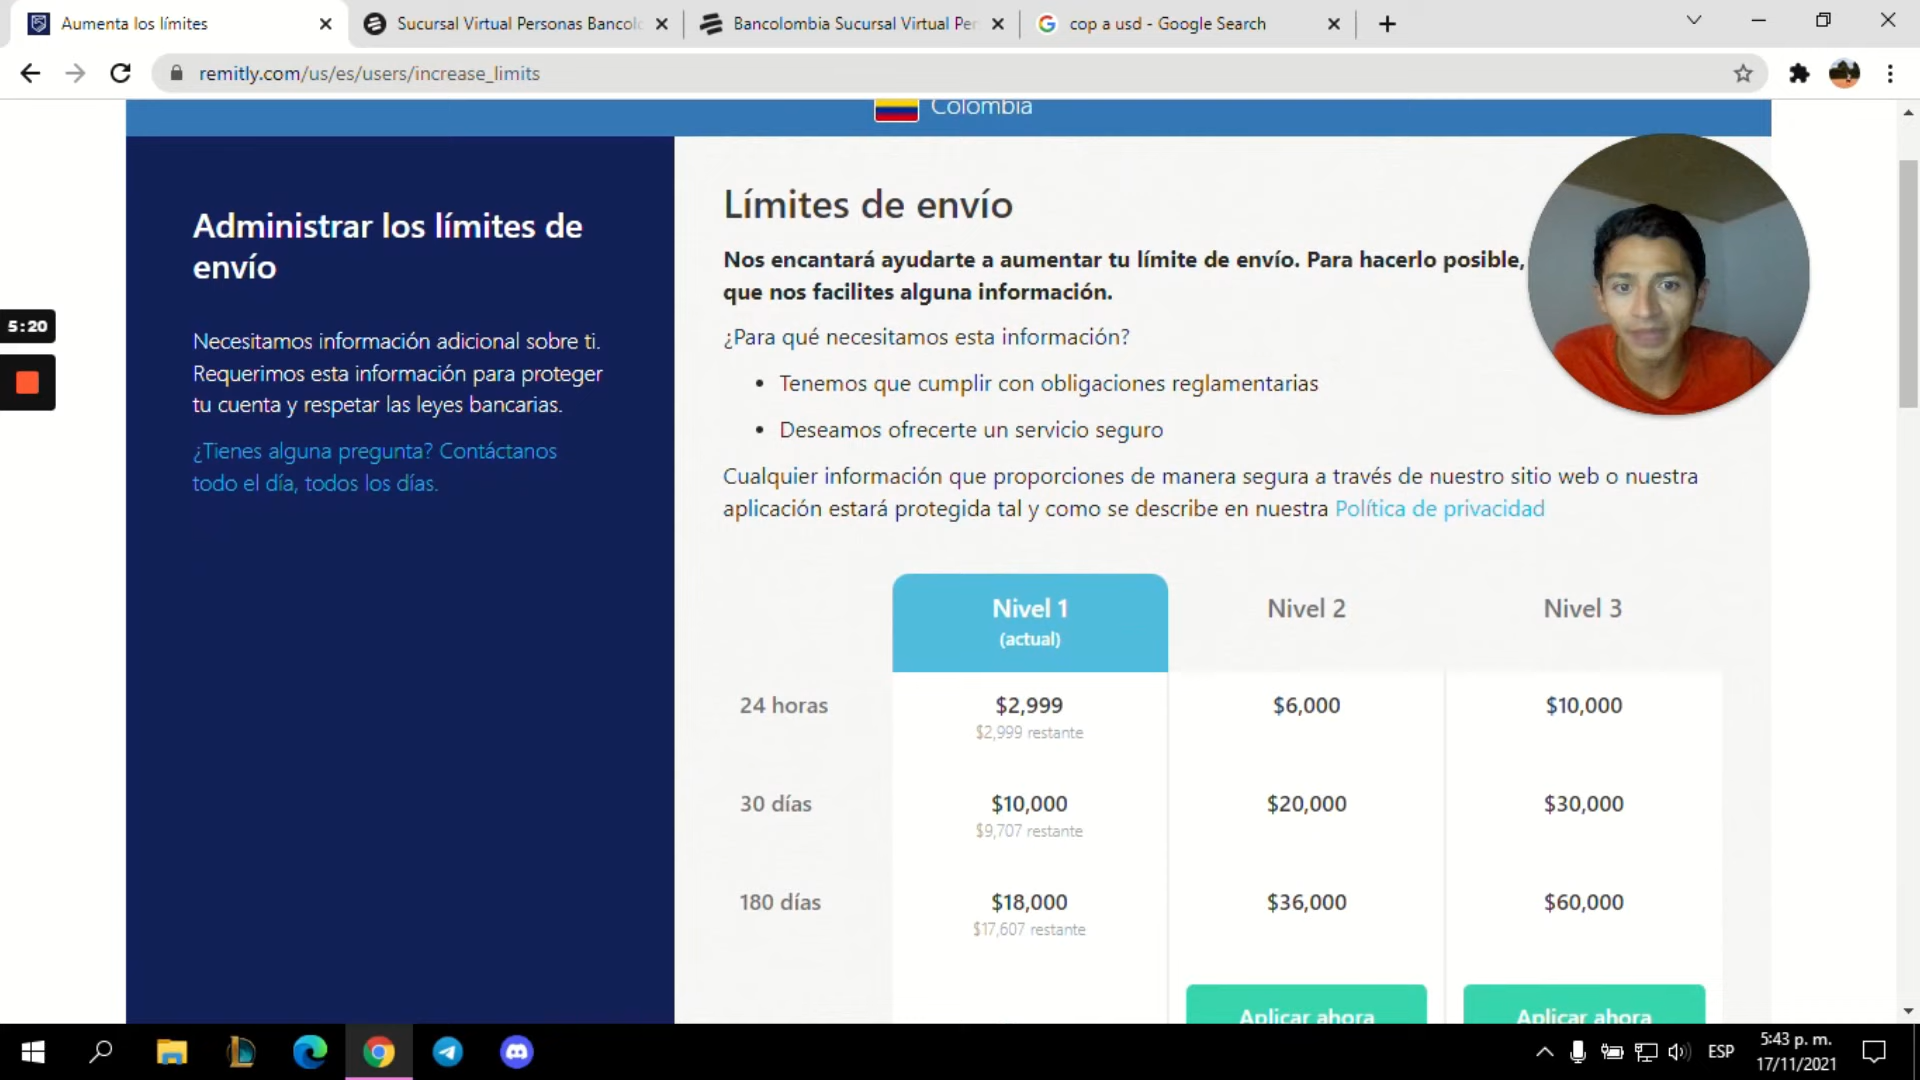 Aumenta los límites
Sucursal Virtual Personas Bancolo
Bancolombia Sucursal Virtual Per
cop a usd - Google Search
remitly.com/us/es/users/increase_limits
Colombia
Administrar los límites de
envío
Necesitamos información adicional sobre ti.
Requerimos esta información para proteger
tu cuenta y respetar las leyes bancarias.
¿Tienes alguna pregunta? Contáctanos
todo el día, todos los días.
5:20
Límites de envío
Nos encantará ayudarte a aumentar tu límite de envío. Para hacerlo posible,
que nos facilites alguna información.
¿Para qué necesitamos esta información?
• Tenemos que cumplir con obligaciones reglamentarias
• Deseamos ofrecerte un servicio seguro
Cualquier información que proporciones de manera segura a través de nuestro sitio web o nuestra
aplicación estará protegida tal y como se describe en nuestra Política de privacidad
Nivel 1 Nivel 2 Nivel 3
(actual)
24 horas $2,999 $6,000 $10,000
$2,999 restante
30 días $10,000 $20,000 $30,000
$9,707 restante
180 días $18,000 $36,000 $60,000
$17,607 restante
Aplicar ahora Aplicar ahora
ESP
5:43 p. m.
17/11/2021